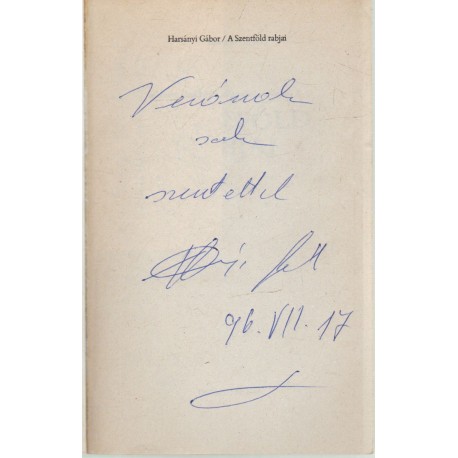 Harsányi Gábor / A Szentföld rabjai
Verának
sok
szeretettel
96. VII. 17